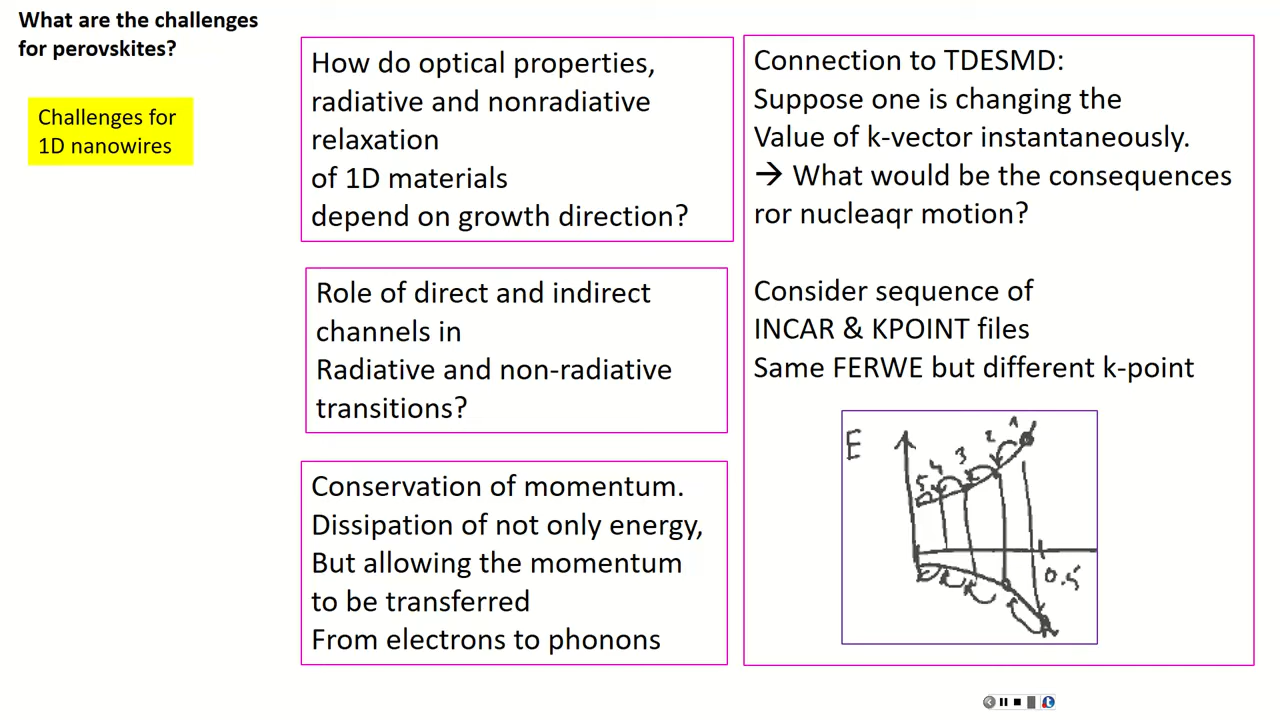 What are the challenges
for perovskites?
Challenges for
1D nanowires
How do optical properties,
radiative and nonradiative
relaxation
of 1D materials
depend on growth direction?
Role of direct and indirect
channels in
Radiative and non-radiative
transitions?
Conservation of momentum.
Dissipation of not only energy,
But allowing the momentum
to be transferred
From electrons to phonons
Connection to TDESMD:
Suppose one is changing the
Value of k-vector instantaneously.
→ What would be the consequences
ror nucleaqr motion?
Consider sequence of
INCAR & KPOINT files
Same FERWE but different k-point
E
5 4 3 2 1
0.5